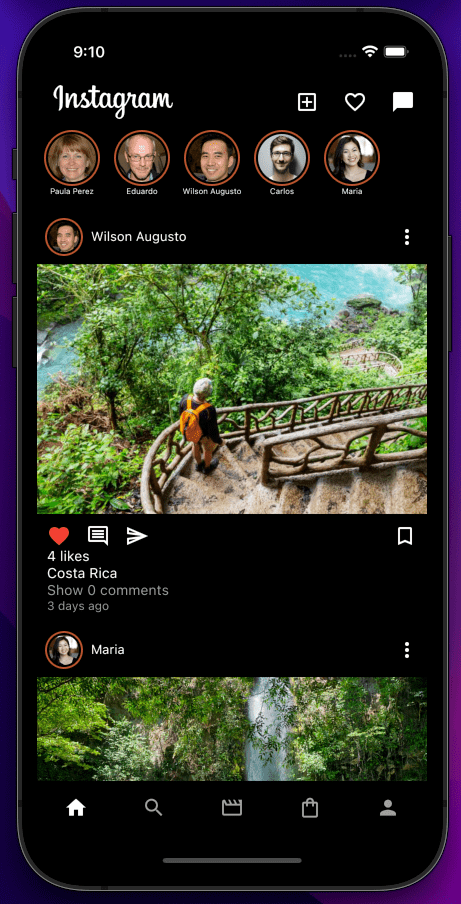 9:10
Instagram
Paula Perez
Eduardo
Wilson Augusto
Carlos
Maria
Wilson Augusto
4 likes
Costa Rica
Show 0 comments
3 days ago
Maria